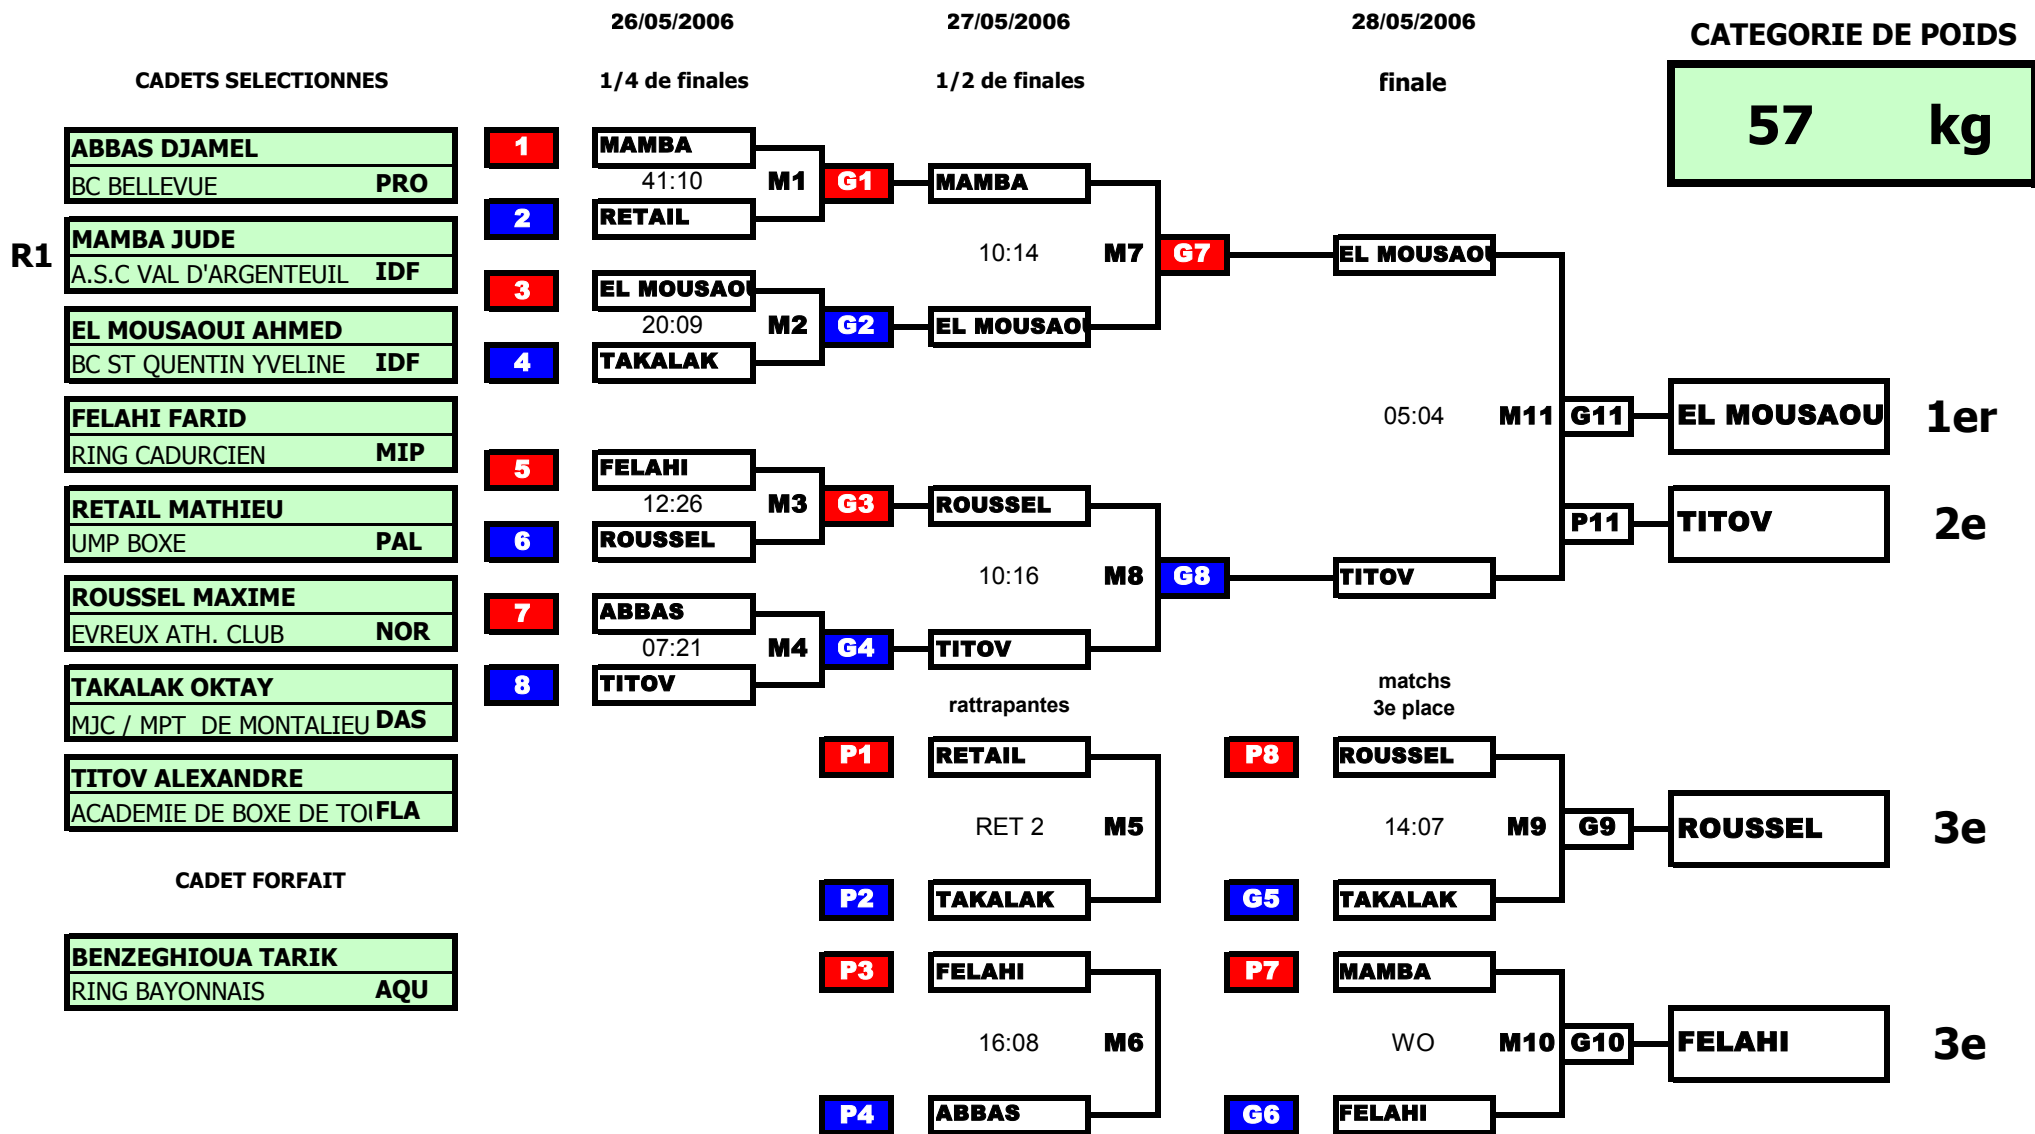 26/05/2006 27/05/2006 28/05/2006
CATEGORIE DE POIDS
CADETS SELECTIONNES 1/4 de finales 1/2 de finales finale
57 kg
ABBAS DJAMEL
BC BELLEVUE PRO
R1
MAMBA JUDE
A.S.C VAL D'ARGENTEUIL IDF
EL MOUSAOUI AHMED
BC ST QUENTIN YVELINE IDF
FELAHI FARID
RING CADURCIEN MIP
RETAIL MATHIEU
UMP BOXE PAL
ROUSSEL MAXIME
EVREUX ATH. CLUB NOR
TAKALAK OKTAY
MJC / MPT DE MONTALIEU DAS
TITOV ALEXANDRE
ACADEMIE DE BOXE DE TOU FLA
CADET FORFAIT
BENZEGHIOUA TARIK
RING BAYONNAIS AQU
1 MAMBA
41:10 M1 G1
2 RETAIL
3 EL MOUSAOU
20:09 M2 G2
4 TAKALAK
5 FELAHI
12:26 M3 G3
6 ROUSSEL
7 ABBAS
07:21 M4 G4
8 TITOV
MAMBA
10:14 M7 G7
EL MOUSAOU
ROUSSEL
10:16 M8 G8
TITOV
rattrapantes
P1 RETAIL
RET 2 M5
P2 TAKALAK
P3 FELAHI
16:08 M6
P4 ABBAS
EL MOUSAOU
05:04 M11 G11 EL MOUSAOU 1er
P11 TITOV 2e
TITOV
matchs
3e place
P8 ROUSSEL
14:07 M9 G9 ROUSSEL 3e
G5 TAKALAK
P7 MAMBA
WO M10 G10 FELAHI 3e
G6 FELAHI